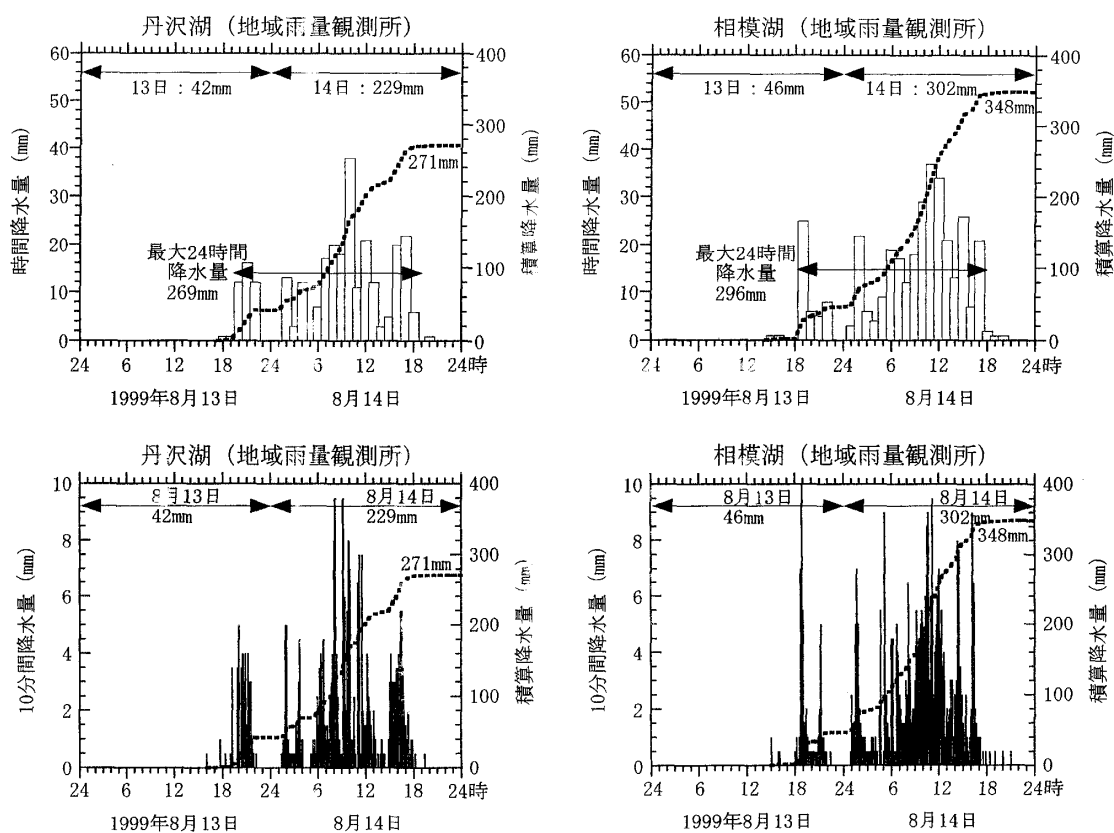 丹沢湖（地域雨量観測所）
60
50
40
30
20
10
0
時間降水量（mm）
400
300
200
100
0
積算降水量（mm）
13日：42mm
14日：229mm
271mm
最大24時間
降水量
269mm
24 6 12 18 24 6 12 18 24時
1999年8月13日 8月14日
相模湖（地域雨量観測所）
60
50
40
30
20
10
0
時間降水量（mm）
400
300
200
100
0
積算降水量（mm）
13日：46mm
14日：302mm
348mm
最大24時間
降水量
296mm
24 6 12 18 24 6 12 18 24時
1999年8月13日 8月14日
丹沢湖（地域雨量観測所）
10
8
6
4
2
0
10分間降水量（mm）
400
300
200
100
0
積算降水量（mm）
8月13日
42mm
8月14日
229mm
271mm
24 6 12 18 24 6 12 18 24時
1999年8月13日 8月14日
相模湖（地域雨量観測所）
10
8
6
4
2
0
10分間降水量（mm）
400
300
200
100
0
積算降水量（mm）
8月13日
46mm
8月14日
302mm
348mm
24 6 12 18 24 6 12 18 24時
1999年8月13日 8月14日